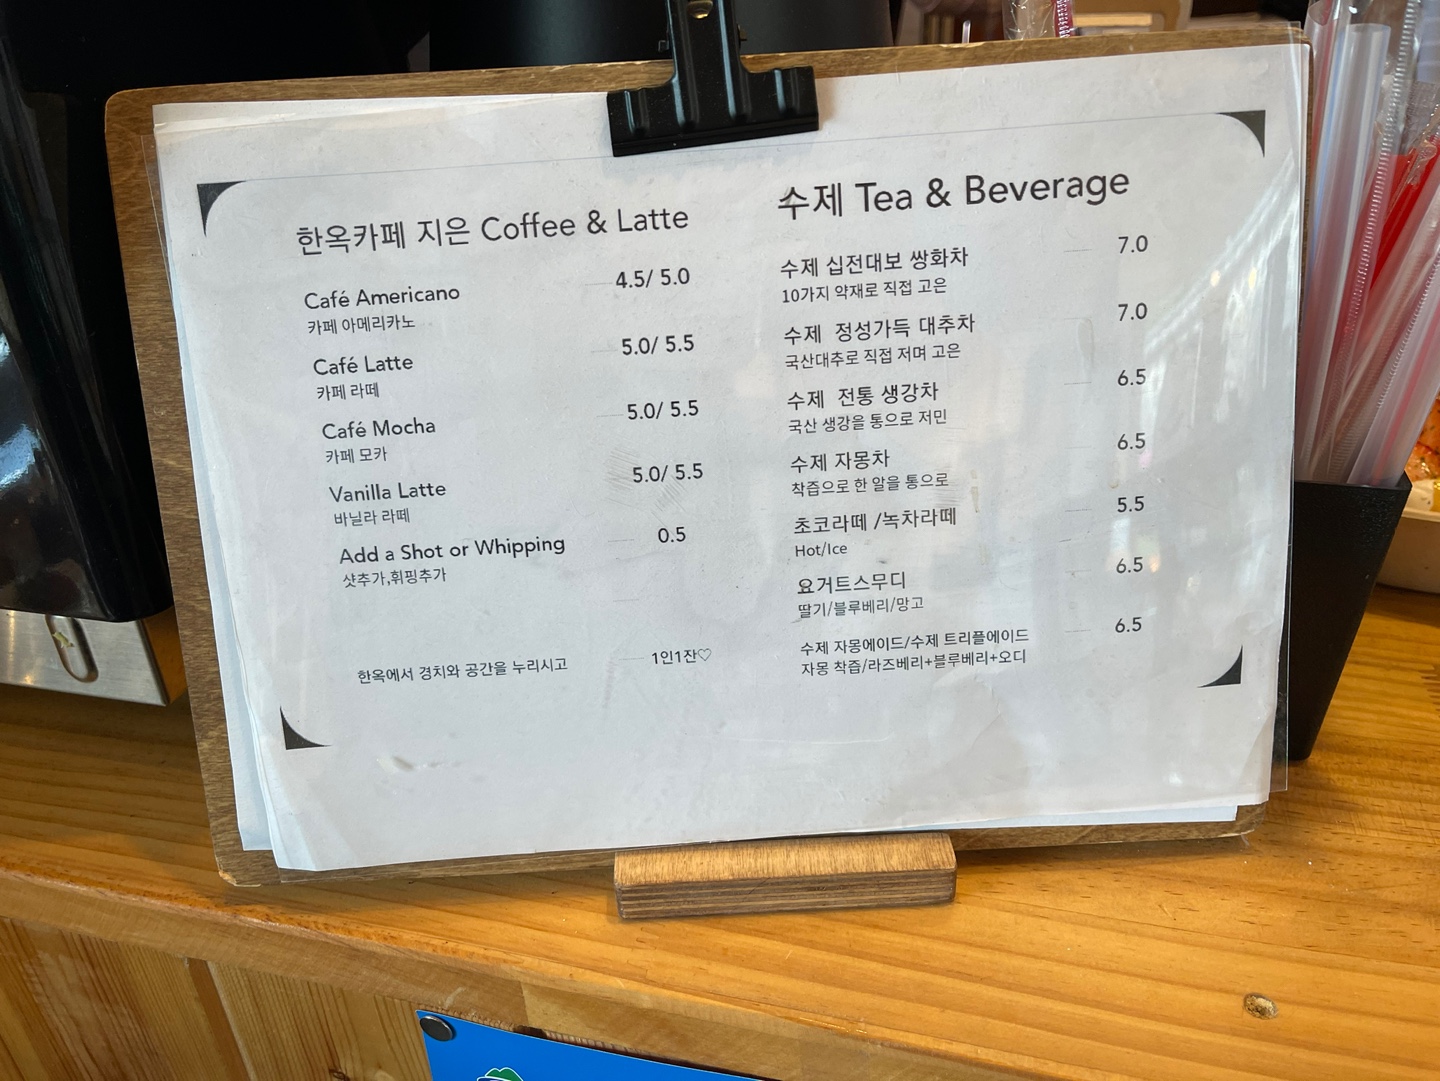 한옥카페 지은 Coffee & Latte
Café Americano 4.5/ 5.0
카페 아메리카노
Café Latte 5.0/ 5.5
카페 라떼
Café Mocha 5.0/ 5.5
카페 모카
Vanilla Latte 5.0/ 5.5
바닐라 라떼
Add a Shot or Whipping 0.5
샷추가,휘핑추가
한옥에서 경치와 공간을 누리시고 1인1잔♡
수제 Tea & Beverage
수제 십전대보 쌍화차 7.0
10가지 약재로 직접 고은
수제 정성가득 대추차 7.0
국산대추로 직접 저며 고은
수제 전통 생강차 6.5
국산 생강을 통으로 저민
수제 자몽차 6.5
착즙으로 한 알을 통으로
초코라떼 /녹차라떼 5.5
Hot/Ice
요거트스무디 6.5
딸기/블루베리/망고
수제 자몽에이드/수제 트리플에이드 6.5
자몽 착즙/라즈베리+블루베리+오디